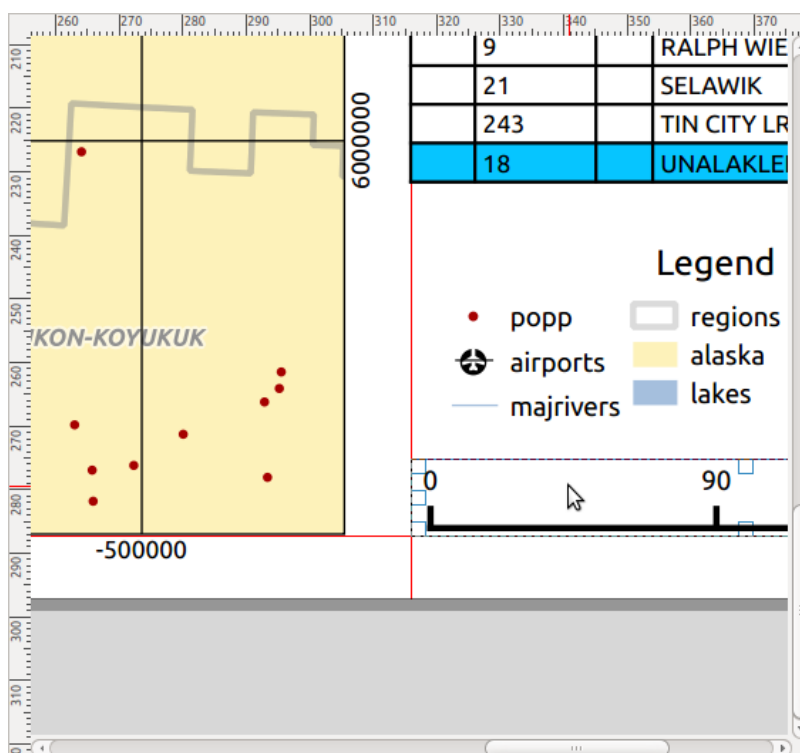 260 270 280 290 300 310 320 330 340 350 360 370
210
220
230
240
250
260
270
280
290
300
310
9 RALPH WIE
21 SELAWIK
243 TIN CITY LR
18 UNALAKLE
6000000
KON-KOYUKUK
-500000
Legend
popp
airports
majrivers
regions
alaska
lakes
0 90